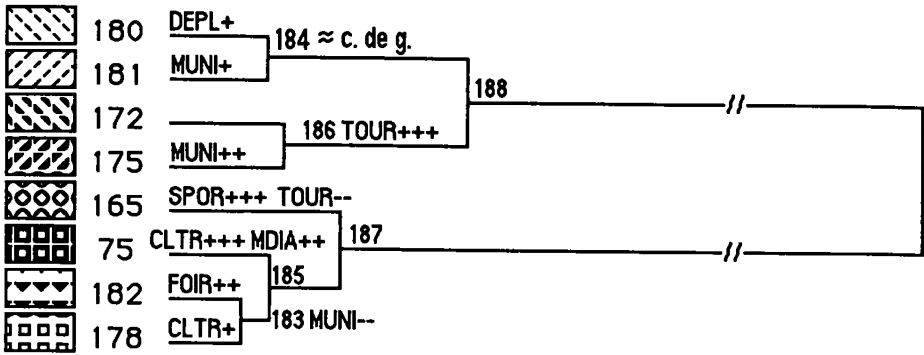 180 DEPL+
184 ≈ c. de g.
181 MUNI+
188
172
186 TOUR+++
175 MUNI++
165 SPOR+++ TOUR--
187
75 CLTR+++ MDIA++
185
182 FOIR++
183 MUNI--
178 CLTR+